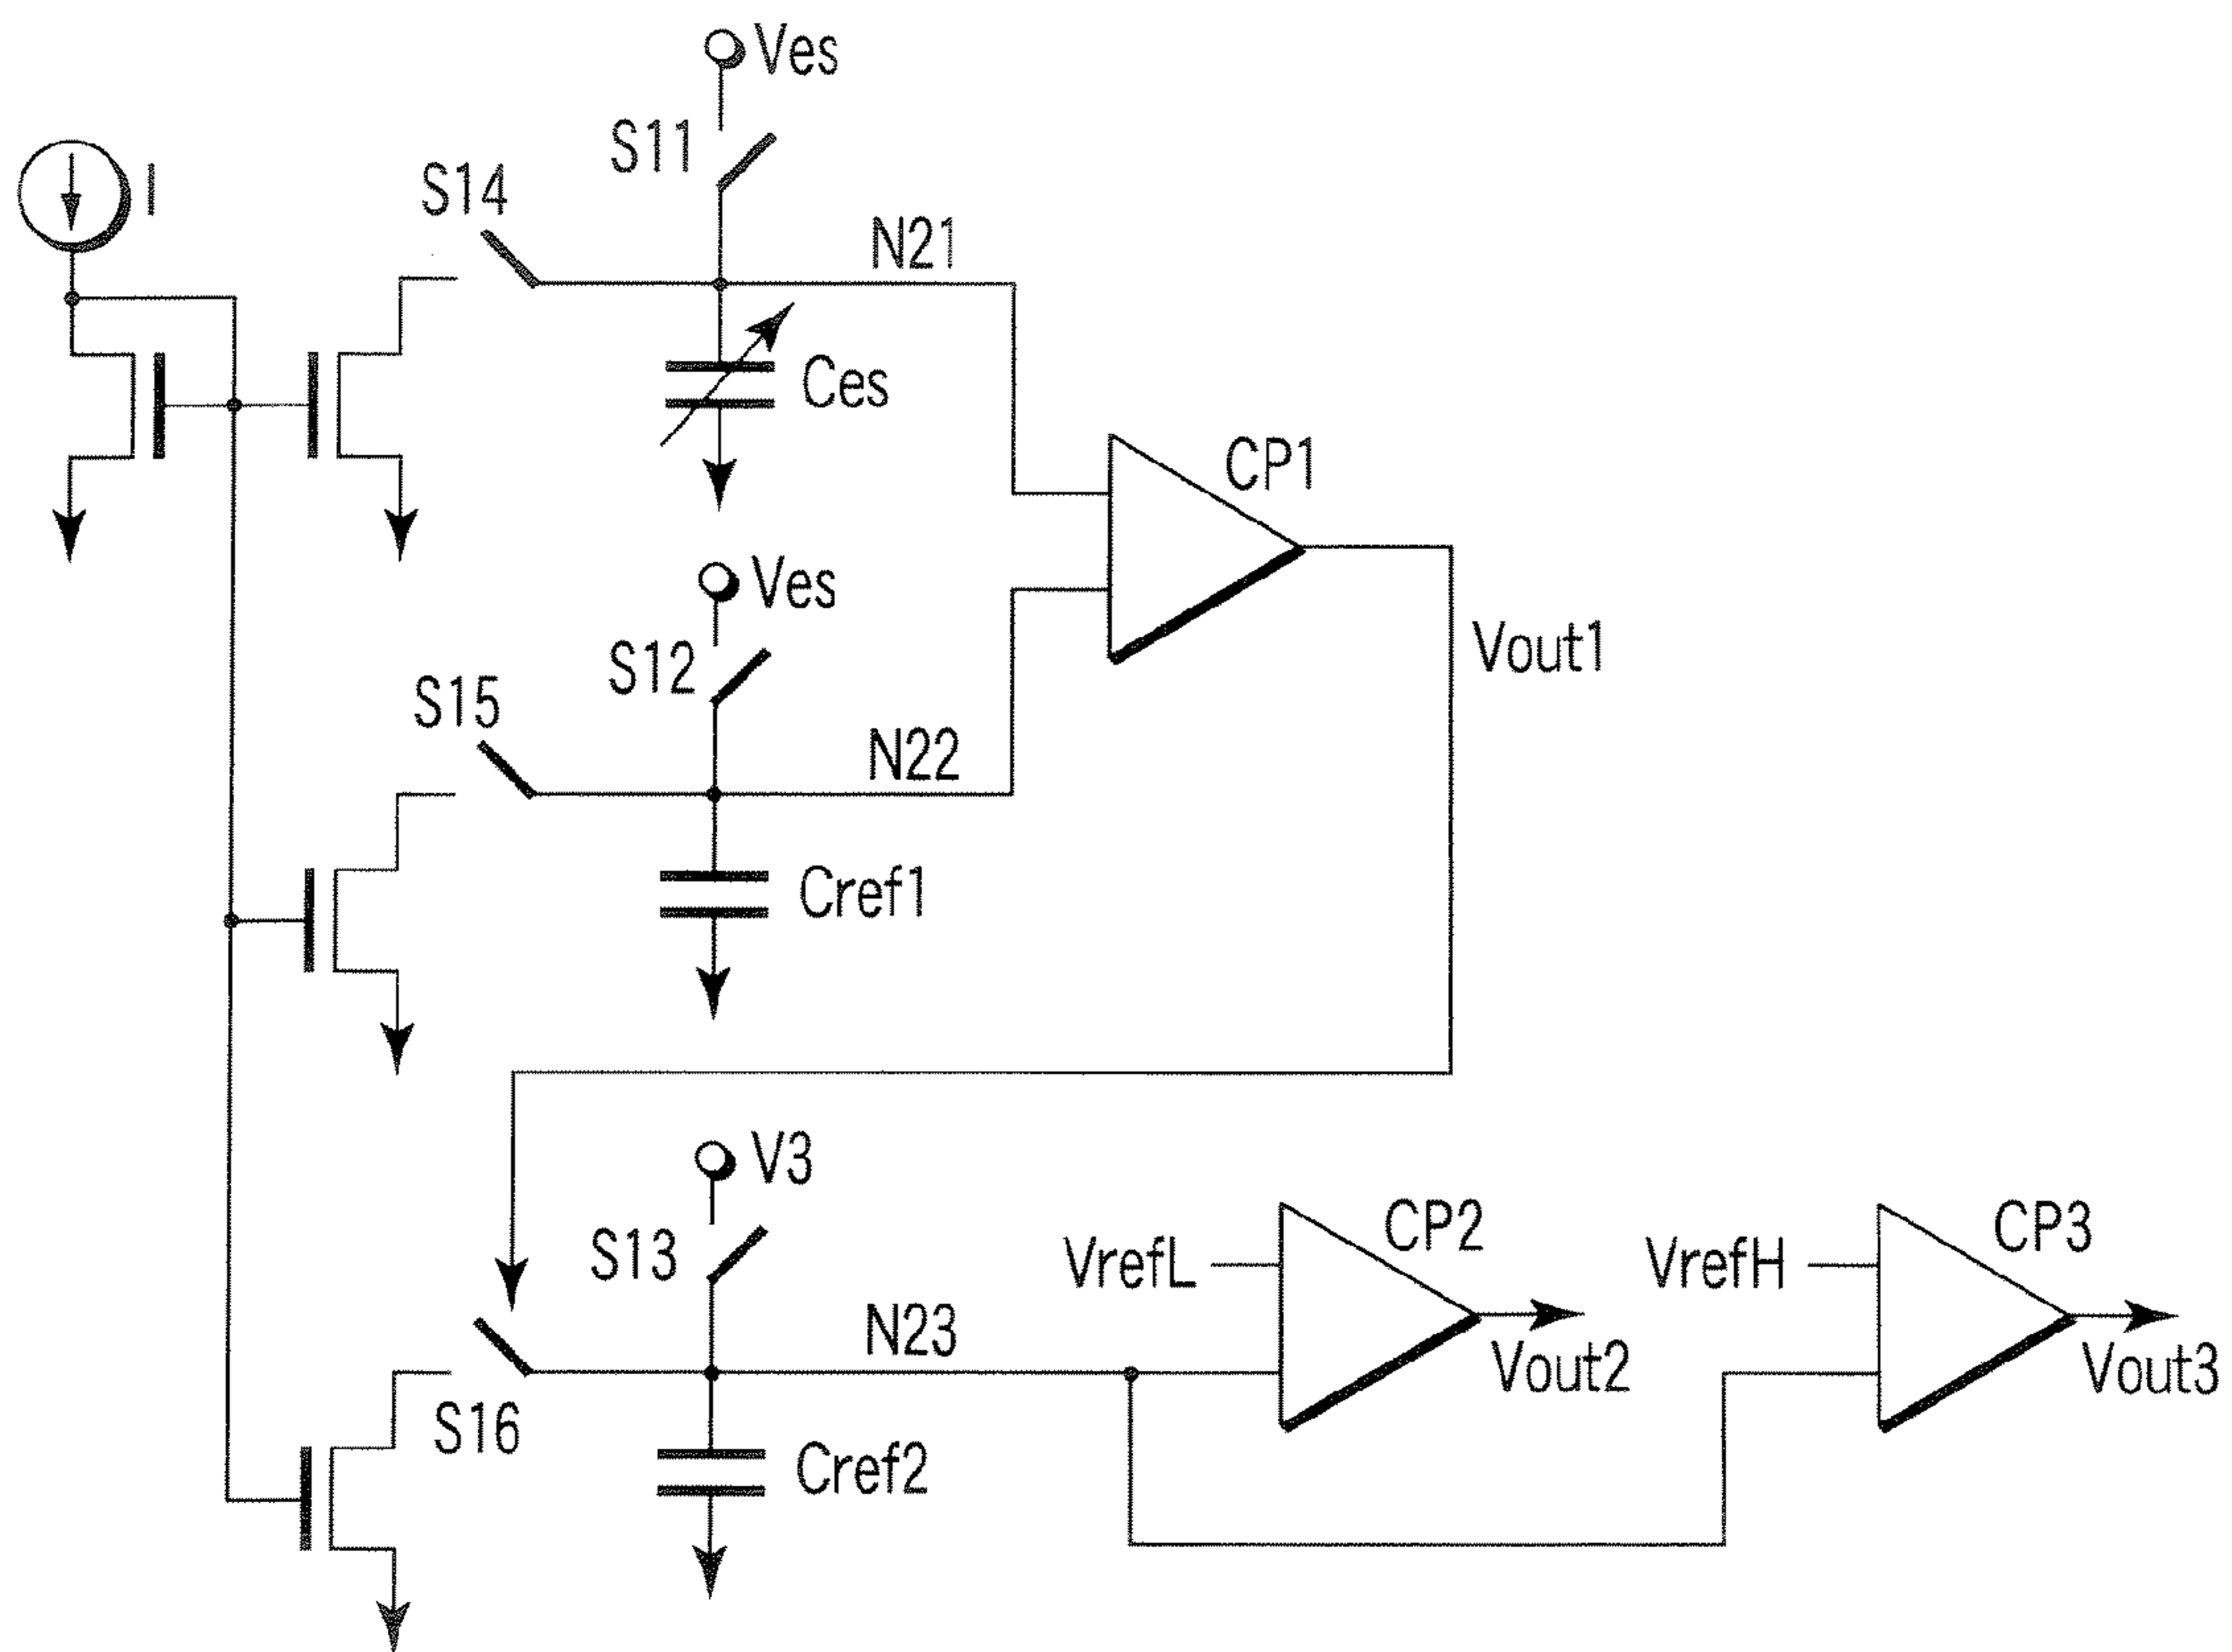 Ves
S11
I
S14
N21
Ces
CP1
Ves
S12
Vout1
S15
N22
Cref1
V3
S13
CP2
CP3
VrefL
VrefH
N23
Vout2
Vout3
S16
Cref2